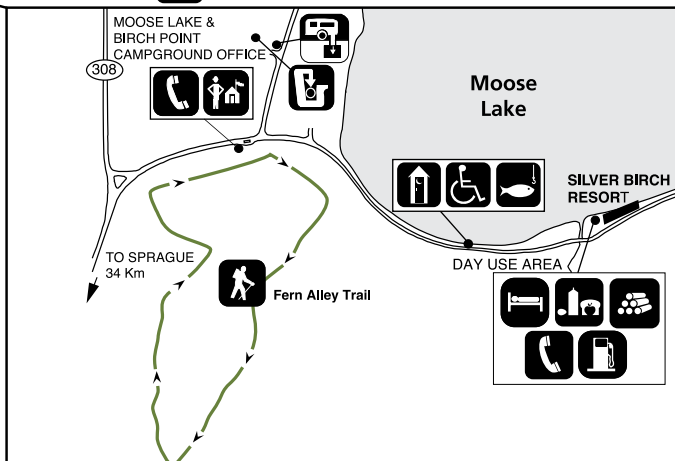 MOOSE LAKE &
BIRCH POINT
CAMPGROUND OFFICE
308
Moose
Lake
SILVER BIRCH
RESORT
TO SPRAGUE
34 Km
DAY USE AREA
Fern Alley Trail